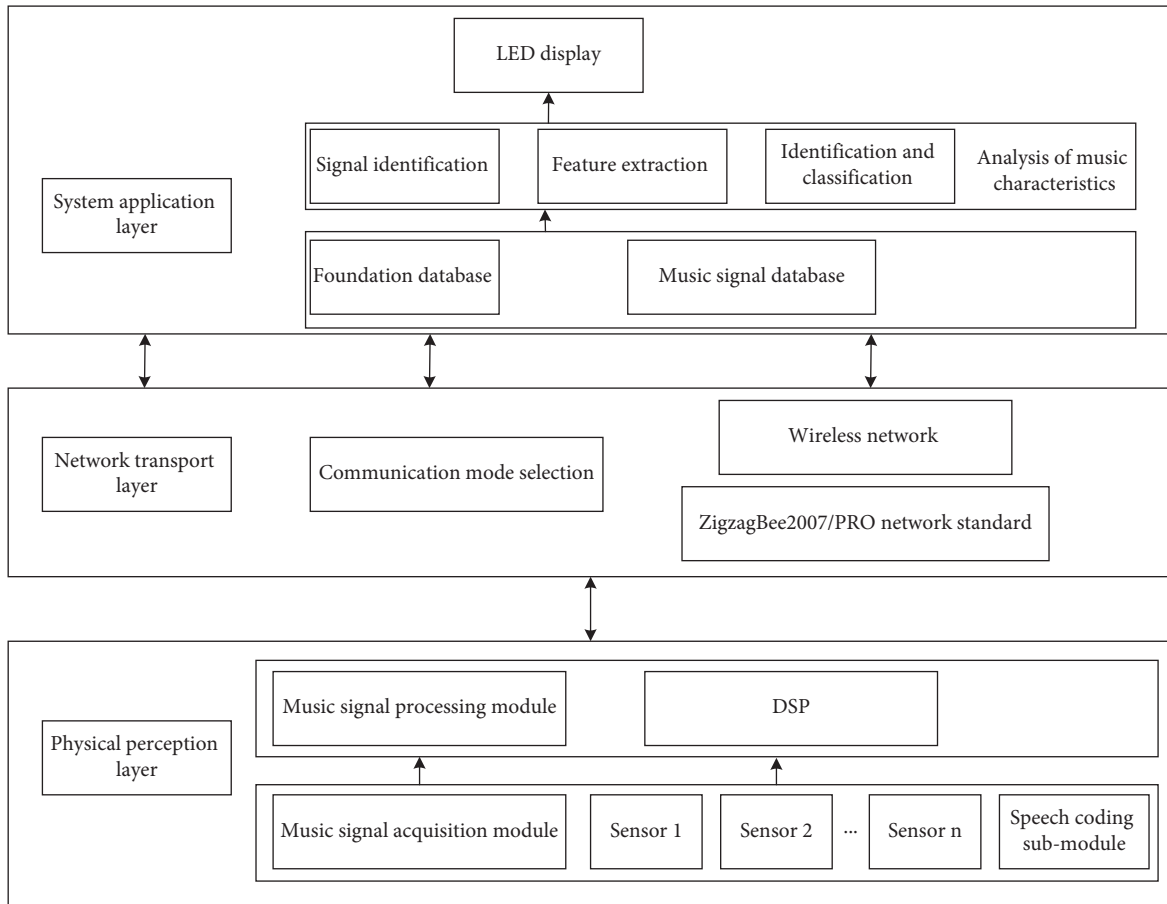 LED display
Signal identification
Feature extraction
Identification and
classification
Analysis of music
characteristics
System application
layer
Foundation database
Music signal database
Network transport
layer
Communication mode selection
Wireless network
ZigzagBee2007/PRO network standard
Physical perception
layer
Music signal processing module
DSP
Music signal acquisition module
Sensor 1
Sensor 2
...
Sensor n
Speech coding
sub-module